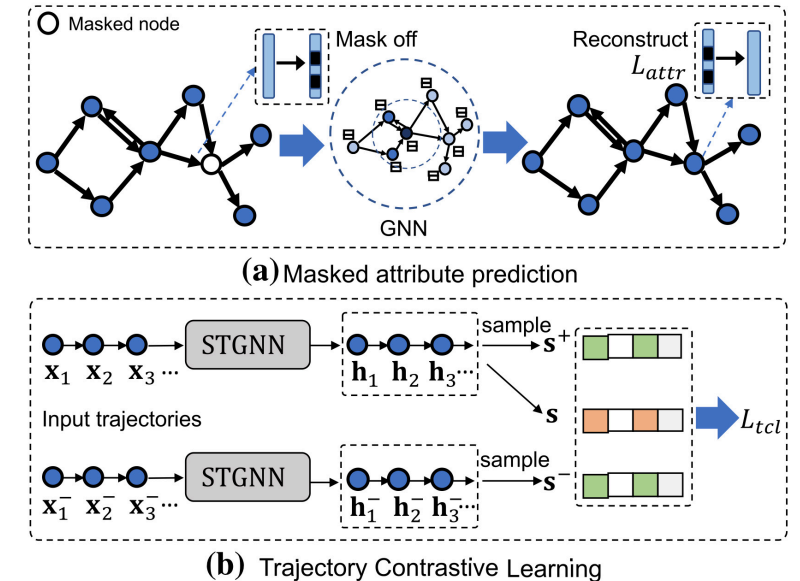 Masked node
Mask off
Reconstruct
L_attr
GNN
(a) Masked attribute prediction
x₁ x₂ x₃ ...
STGNN
h₁ h₂ h₃...
sample
s⁺
s
L_tcl
Input trajectories
x₁⁻ x₂⁻ x₃⁻ ...
STGNN
h₁⁻ h₂⁻ h₃⁻...
sample
s⁻
(b) Trajectory Contrastive Learning